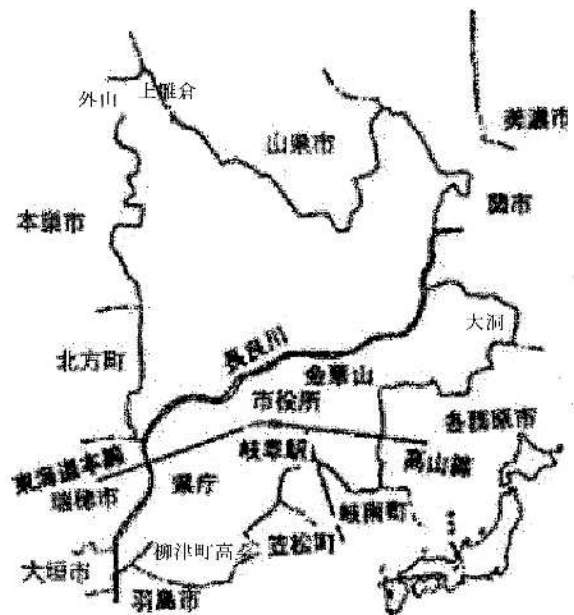 外山
上雛倉
美濃市
山県市
関市
本巣市
大洞
長良川
北方町
金華山
市役所
各務原市
東海道本線
岐阜駅
高山線
瑞穂市
県庁
岐南町
笠松町
柳津町高桑
大垣市
羽島市